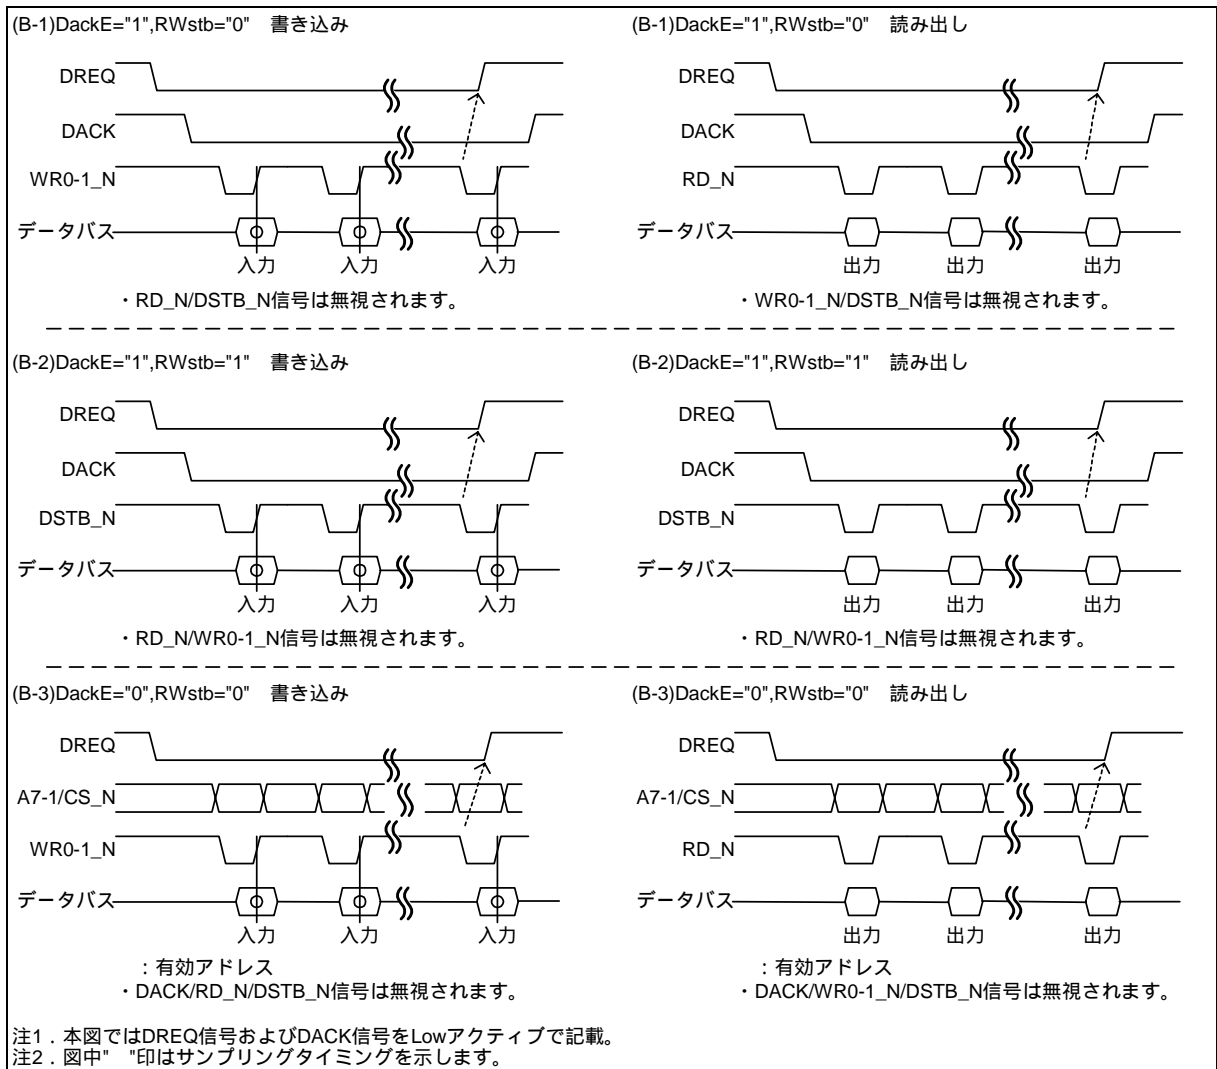 (B-1)DackE="1",RWstb="0" 書き込み
DREQ
DACK
WR0-1_N
データバス
入力 入力 入力
・RD_N/DSTB_N信号は無視されます。
(B-1)DackE="1",RWstb="0" 読み出し
DREQ
DACK
RD_N
データバス
出力 出力 出力
・WR0-1_N/DSTB_N信号は無視されます。
(B-2)DackE="1",RWstb="1" 書き込み
DREQ
DACK
DSTB_N
データバス
入力 入力 入力
・RD_N/WR0-1_N信号は無視されます。
(B-2)DackE="1",RWstb="1" 読み出し
DREQ
DACK
DSTB_N
データバス
出力 出力 出力
・RD_N/WR0-1_N信号は無視されます。
(B-3)DackE="0",RWstb="0" 書き込み
DREQ
A7-1/CS_N
WR0-1_N
データバス
入力 入力 入力
：有効アドレス
・DACK/RD_N/DSTB_N信号は無視されます。
(B-3)DackE="0",RWstb="0" 読み出し
DREQ
A7-1/CS_N
RD_N
データバス
出力 出力 出力
：有効アドレス
・DACK/WR0-1_N/DSTB_N信号は無視されます。
注1．本図ではDREQ信号およびDACK信号をLowアクティブで記載。
注2．図中"　"印はサンプリングタイミングを示します。